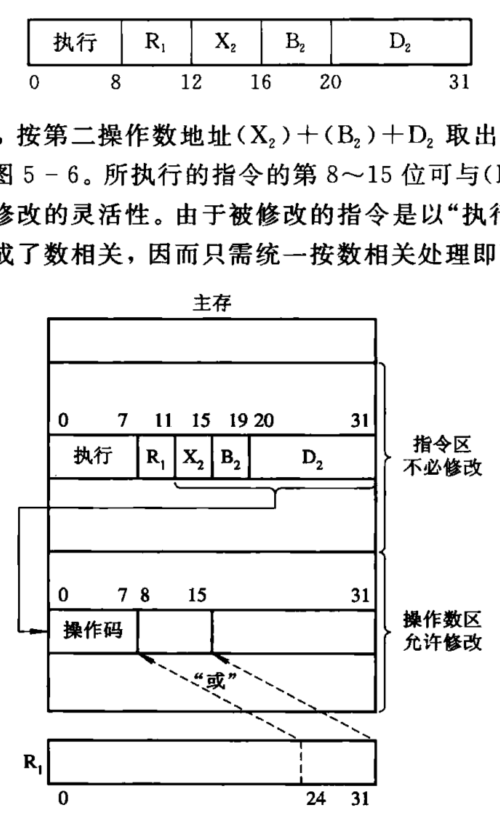 执行 R₁ X₂ B₂ D₂
0 8 12 16 20 31
，按第二操作数地址(X₂)＋(B₂)＋D₂ 取出
图 5－6。所执行的指令的第 8～15 位可与(
修改的灵活性。由于被修改的指令是以“执行
成了数相关，因而只需统一按数相关处理即
主存
0 7 11 15 19 20 31
执行 R₁ X₂ B₂ D₂
指令区
不必修改
0 7 8 15 31
操作码
操作数区
允许修改
“或”
R₁
0 24 31